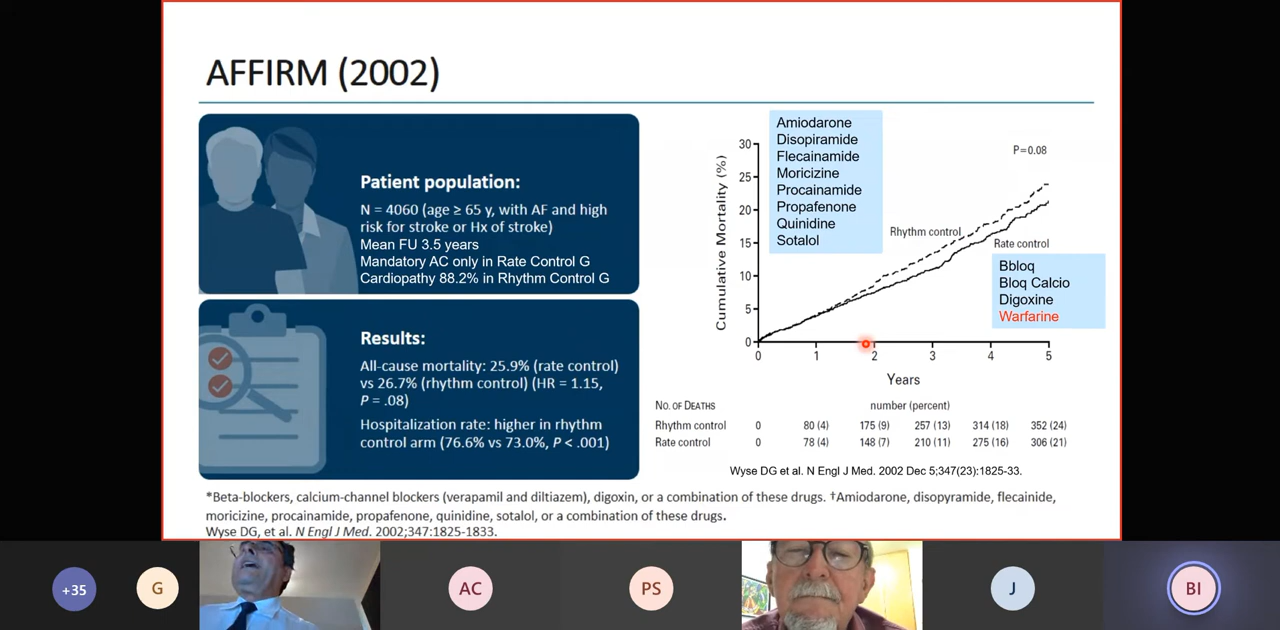 AFFIRM (2002)
Patient population:
N = 4060 (age ≥ 65 y, with AF and high
risk for stroke or Hx of stroke)
Mean FU 3.5 years
Mandatory AC only in Rate Control G
Cardiopathy 88.2% in Rhythm Control G
Results:
All-cause mortality: 25.9% (rate control)
vs 26.7% (rhythm control) (HR = 1.15,
P = .08)
Hospitalization rate: higher in rhythm
control arm (76.6% vs 73.0%, P < .001)
Amiodarone
Disopiramide
Flecainamide
Moricizine
Procainamide
Propafenone
Quinidine
Sotalol
P=0.08
Cumulative Mortality (%)
30
25
20
15
10
5
0
Rhythm control
Rate control
Bbloq
Bloq Calcio
Digoxine
Warfarine
0 1 2 3 4 5
Years
No. of Deaths number (percent)
Rhythm control 0 80 (4) 175 (9) 257 (13) 314 (18) 352 (24)
Rate control 0 78 (4) 148 (7) 210 (11) 275 (16) 306 (21)
Wyse DG et al. N Engl J Med. 2002 Dec 5;347(23):1825-33.
*Beta-blockers, calcium-channel blockers (verapamil and diltiazem), digoxin, or a combination of these drugs. †Amiodarone, disopyramide, flecainide,
moricizine, procainamide, propafenone, quinidine, sotalol, or a combination of these drugs.
Wyse DG, et al. N Engl J Med. 2002;347:1825-1833.
+35
G
AC
PS
J
BI